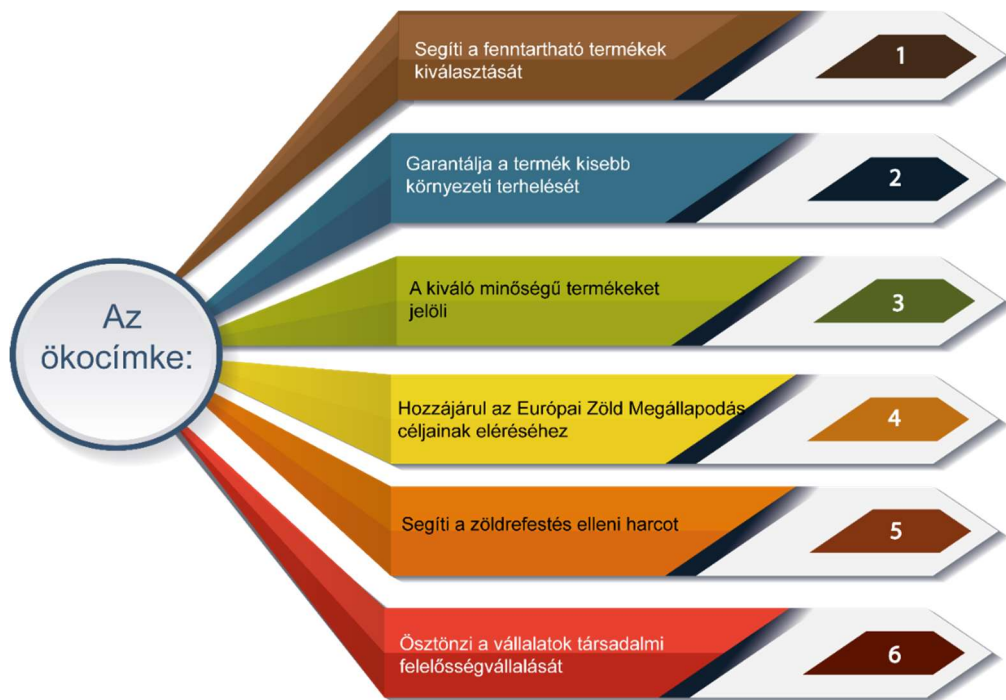 Az
ökocímke:
Segíti a fenntartható termékek
kiválasztását
1
Garantálja a termék kisebb
környezeti terhelését
2
A kiváló minőségű termékeket
jelöli
3
Hozzájárul az Európai Zöld Megállapodás
céljainak eléréséhez
4
Segíti a zöldrefestés elleni harcot
5
Ösztönzi a vállalatok társadalmi
felelősségvállalását
6